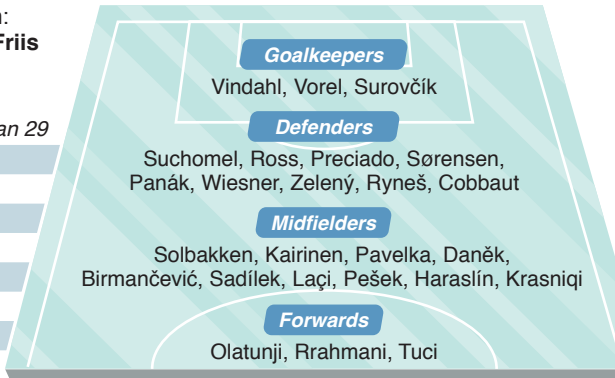 Friis
an 29
Goalkeepers
Vindahl, Vorel, Surovčík
Defenders
Suchomel, Ross, Preciado, Sørensen,
Panák, Wiesner, Zelený, Ryneš, Cobbaut
Midfielders
Solbakken, Kairinen, Pavelka, Daněk,
Birmančević, Sadílek, Laçi, Pešek, Haraslín, Krasniqi
Forwards
Olatunji, Rrahmani, Tuci